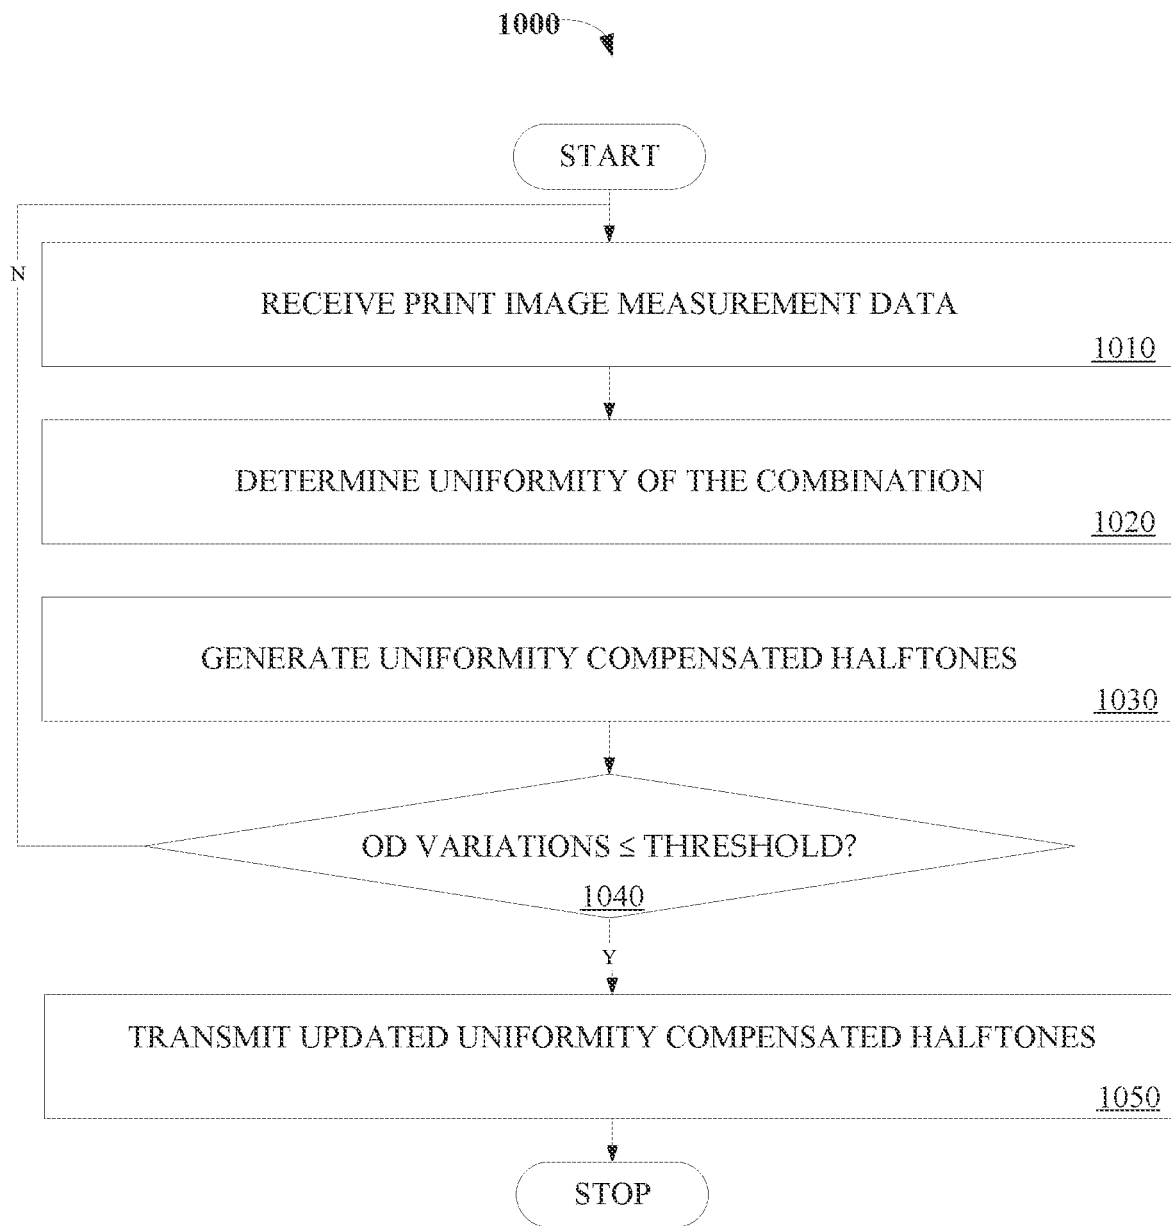 1000
START
N
RECEIVE PRINT IMAGE MEASUREMENT DATA
1010
DETERMINE UNIFORMITY OF THE COMBINATION
1020
GENERATE UNIFORMITY COMPENSATED HALFTONES
1030
OD VARIATIONS ≤ THRESHOLD?
1040
Y
TRANSMIT UPDATED UNIFORMITY COMPENSATED HALFTONES
1050
STOP